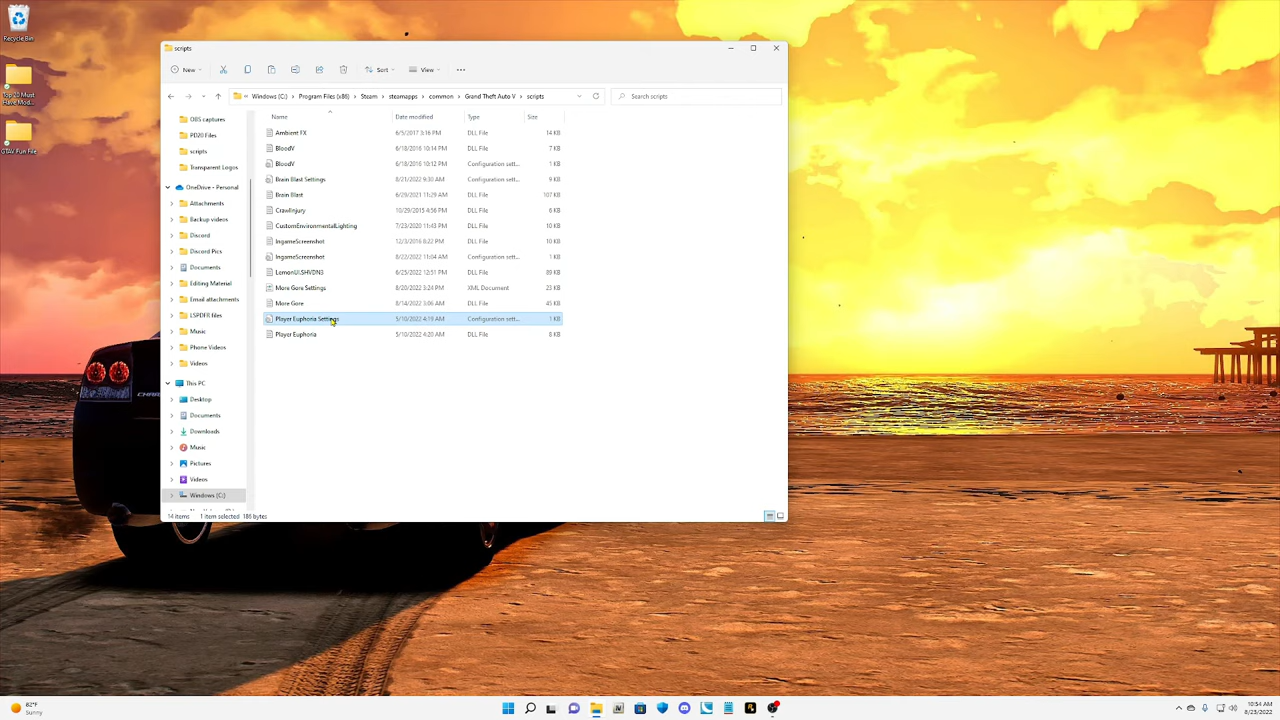 Recycle Bin
Top 20 Must
Have Mod...
GTAV Fun File
scripts
New
Sort
View
Windows (C:) > Program Files (x86) > Steam > steamapps > common > Grand Theft Auto V > scripts
Search scripts
Name Date modified Type Size
OBS captures
PD20 Files
scripts
Transparent Logos
OneDrive - Personal
Attachments
Backup videos
Discord
Discord Pics
Documents
Editing Material
Email attachments
LSPDFR files
Music
Phone Videos
Videos
This PC
Desktop
Documents
Downloads
Music
Pictures
Videos
Windows (C:)
Ambient FX 6/5/2017 3:16 PM DLL File 14 KB
BloodV 6/18/2016 10:14 PM DLL File 7 KB
BloodV 6/18/2016 10:12 PM Configuration sett... 1 KB
Brain Blast Settings 8/21/2022 9:30 AM Configuration sett... 9 KB
Brain Blast 6/29/2021 11:29 AM DLL File 107 KB
CrawlInjury 10/29/2015 4:56 PM DLL File 6 KB
CustomEnvironmentalLighting 7/23/2020 11:43 PM DLL File 10 KB
IngameScreenshot 12/3/2016 8:22 PM DLL File 10 KB
IngameScreenshot 8/22/2022 11:04 AM Configuration sett... 1 KB
LemonUI.SHVDN3 6/25/2022 12:51 PM DLL File 89 KB
More Gore Settings 8/20/2022 3:24 PM XML Document 23 KB
More Gore 8/14/2022 3:06 AM DLL File 45 KB
Player Euphoria Settings 5/10/2022 4:19 AM Configuration sett... 1 KB
Player Euphoria 5/10/2022 4:20 AM DLL File 8 KB
14 items 1 item selected 186 bytes
82°F
Sunny
10:54 AM
8/23/2022